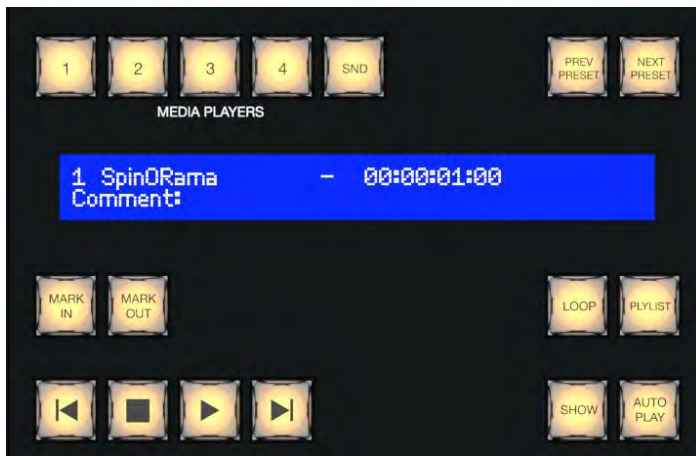 1 2 3 4 SND PREV PRESET NEXT PRESET
MEDIA PLAYERS
1 SpinORama - 00:00:01:00
Comment:
MARK IN MARK OUT LOOP PLYLIST
SHOW AUTO PLAY